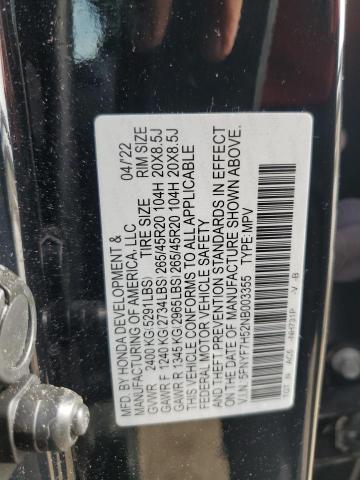 MFD. BY HONDA DEVELOPMENT & 04/22
MANUFACTURING OF AMERICA, LLC
TIRE SIZE RIM SIZE
GVWR 2400 KG(5291LBS)
GAWR F 1240 KG(2734LBS)265/45R20 104H 20X8.5J
GAWR R 1345 KG(2965LBS)265/45R20 104H 20X8.5J
THIS VEHICLE CONFORMS TO ALL APPLICABLE
FEDERAL MOTOR VEHICLE SAFETY
AND THEFT PREVENTION STANDARDS IN EFFECT
ON THE DATE OF MANUFACTURE SHOWN ABOVE.
V.I.N. 5FNYF7H52NB003355 TYPE:MPV
TGT N AC6 -NH731P -V -B